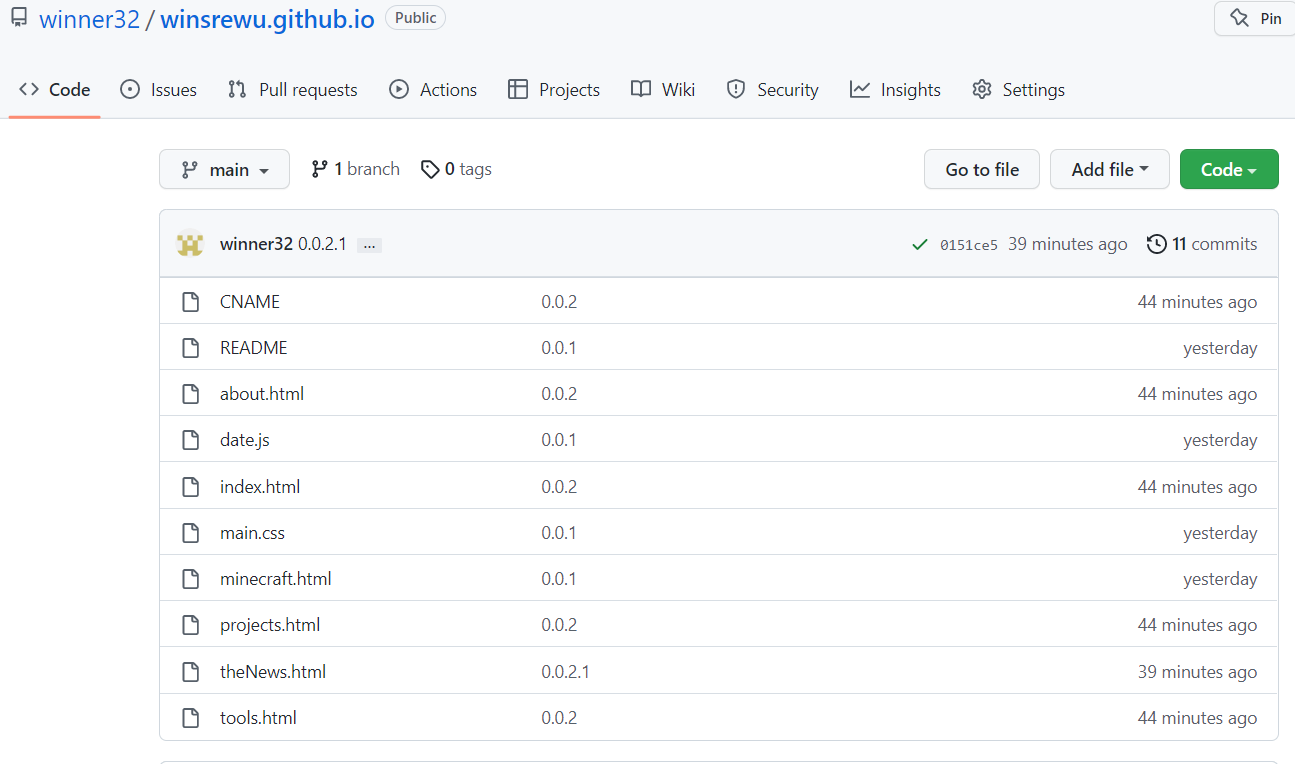 winner32 / winsrewu.github.io Public Pin
Code Issues Pull requests Actions Projects Wiki Security Insights Settings
main 1 branch 0 tags Go to file Add file Code
winner32 0.0.2.1 ... 0151ce5 39 minutes ago 11 commits
CNAME 0.0.2 44 minutes ago
README 0.0.1 yesterday
about.html 0.0.2 44 minutes ago
date.js 0.0.1 yesterday
index.html 0.0.2 44 minutes ago
main.css 0.0.1 yesterday
minecraft.html 0.0.1 yesterday
projects.html 0.0.2 44 minutes ago
theNews.html 0.0.2.1 39 minutes ago
tools.html 0.0.2 44 minutes ago